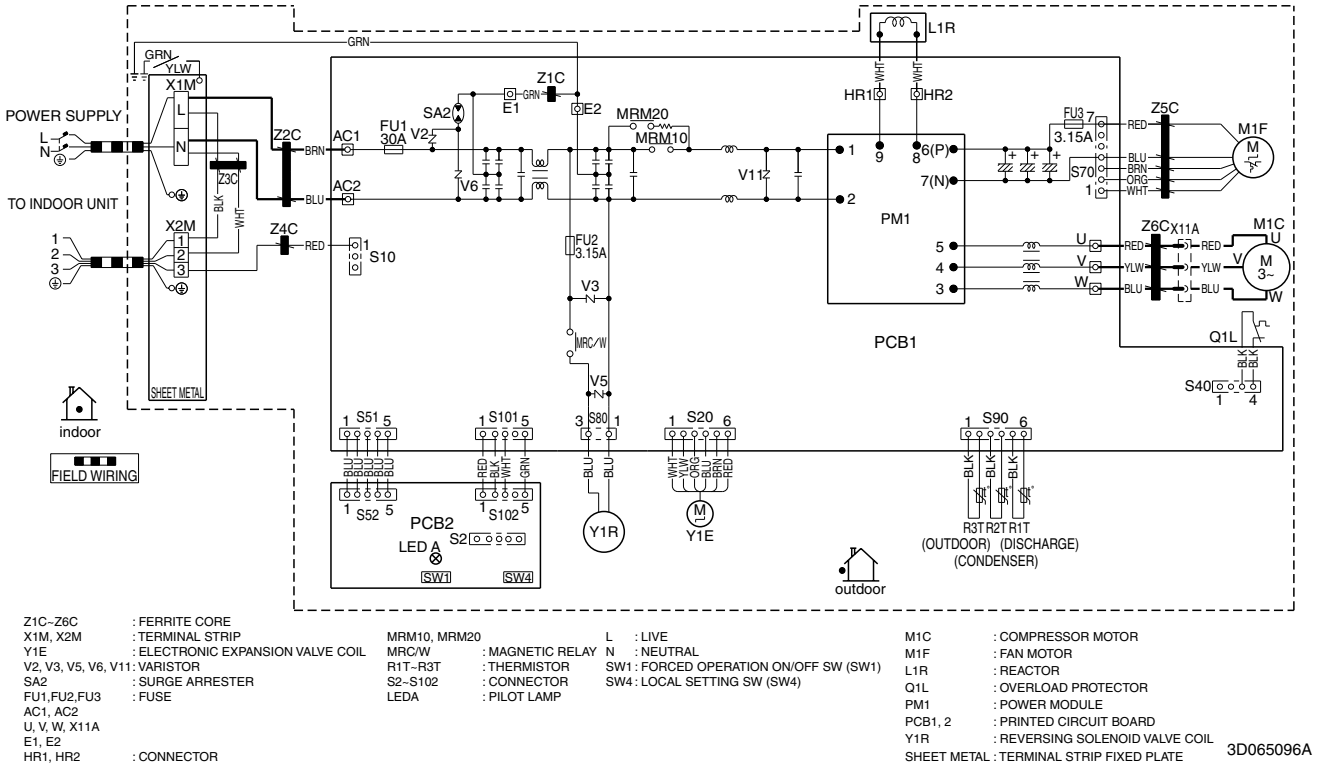 L1R
GRN
WHT
WHT
GRN
YLW
X1M
Z1C
SA2
E1
GRN
E2
HR1
HR2
MRM20
MRM10
FU3
7
3.15A
Z5C
POWER SUPPLY
L
N
L
N
Z2C
AC1
FU1
30A
V2
BRN
Z3C
V6
V11
1
9
8
6(P)
7(N)
S70
1
RED
BLU
BRN
ORG
WHT
M1F
M
AC2
BLU
2
PM1
TO INDOOR UNIT
BLK
WHT
X2M
Z4C
RED
1
S10
1
2
3
1
2
3
FU2
3.15A
V3
MRC/W
V5
5
4
3
U
V
W
Z6C
X11A
RED
YLW
BLU
RED
YLW
BLU
M1C
U
V
W
M
3~
PCB1
Q1L
BLK
BLK
S40
1 4
SHEET METAL
indoor
FIELD WIRING
1 S51 5
1 S101 5
3 S80 1
1 S20 6
1 S90 6
BLU
BLU
BLU
BLU
BLU
RED
BLK
WHT
GRN
BLU
BLU
WHT
YLW
ORG
BLU
BRN
RED
BLK
BLK
BLK
t°
t°
t°
1 S52 5
1 S102 5
PCB2
S2
LED A
SW1
SW4
Y1R
M
Y1E
R3T R2T R1T
(OUTDOOR) (DISCHARGE)
(CONDENSER)
outdoor
Z1C~Z6C : FERRITE CORE
X1M, X2M : TERMINAL STRIP
Y1E : ELECTRONIC EXPANSION VALVE COIL
V2, V3, V5, V6, V11 : VARISTOR
SA2 : SURGE ARRESTER
FU1,FU2,FU3 : FUSE
AC1, AC2
U, V, W, X11A
E1, E2
HR1, HR2 : CONNECTOR
MRM10, MRM20
MRC/W : MAGNETIC RELAY
R1T~R3T : THERMISTOR
S2~S102 : CONNECTOR
LEDA : PILOT LAMP
L : LIVE
N : NEUTRAL
SW1 : FORCED OPERATION ON/OFF SW (SW1)
SW4 : LOCAL SETTING SW (SW4)
M1C : COMPRESSOR MOTOR
M1F : FAN MOTOR
L1R : REACTOR
Q1L : OVERLOAD PROTECTOR
PM1 : POWER MODULE
PCB1, 2 : PRINTED CIRCUIT BOARD
Y1R : REVERSING SOLENOID VALVE COIL
SHEET METAL : TERMINAL STRIP FIXED PLATE
3D065096A